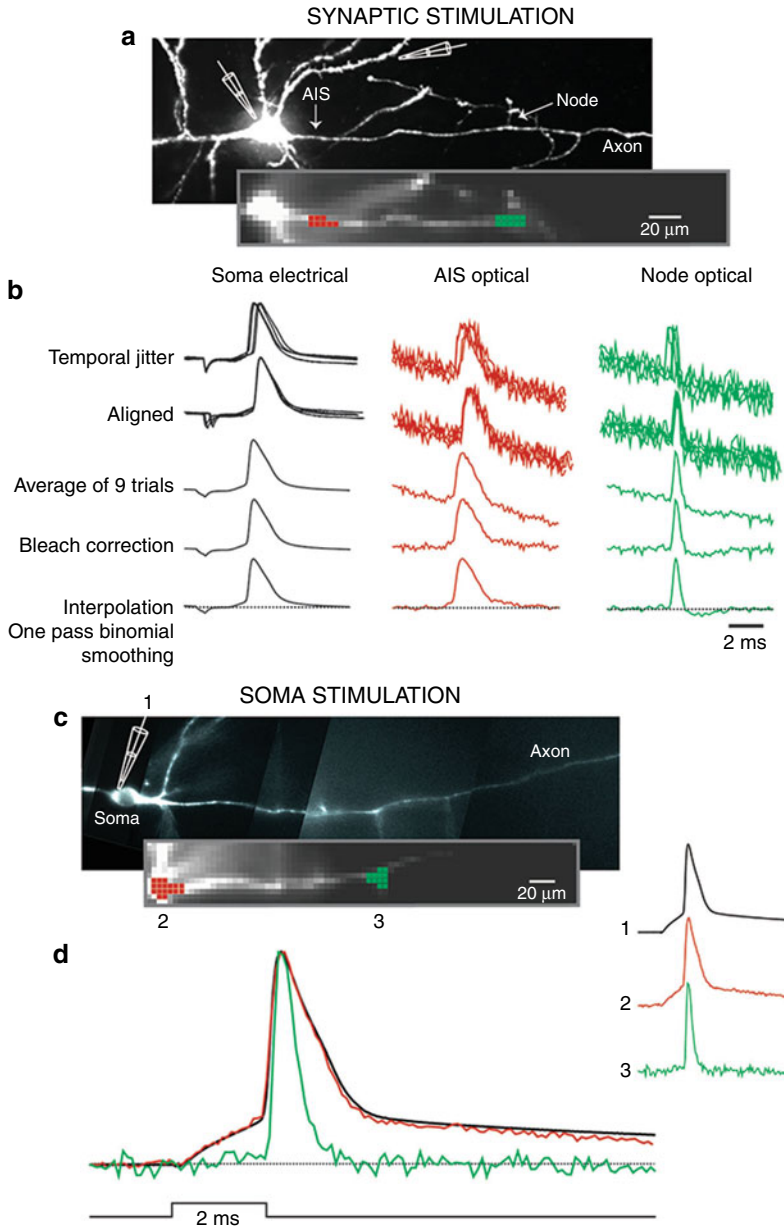 SYNAPTIC STIMULATION
a
AIS
Node
Axon
20 μm
b
Soma electrical
AIS optical
Node optical
Temporal jitter
Aligned
Average of 9 trials
Bleach correction
Interpolation
One pass binomial
smoothing
2 ms
SOMA STIMULATION
c
1
Axon
Soma
20 μm
2
3
1
2
3
d
2 ms